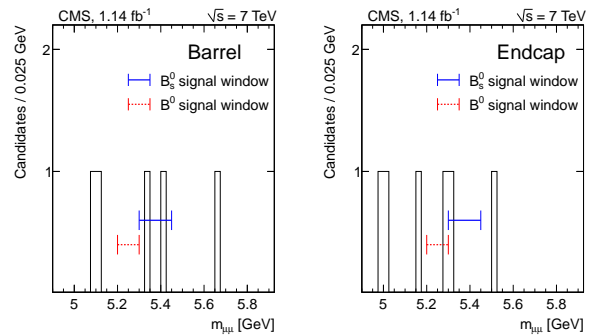 CMS, 1.14 fb⁻¹ √s = 7 TeV
Candidates / 0.025 GeV
2
1
Barrel
B⁰ₛ signal window
B⁰ signal window
5 5.2 5.4 5.6 5.8
m_μμ [GeV]
CMS, 1.14 fb⁻¹ √s = 7 TeV
Candidates / 0.025 GeV
2
1
Endcap
B⁰ₛ signal window
B⁰ signal window
5 5.2 5.4 5.6 5.8
m_μμ [GeV]